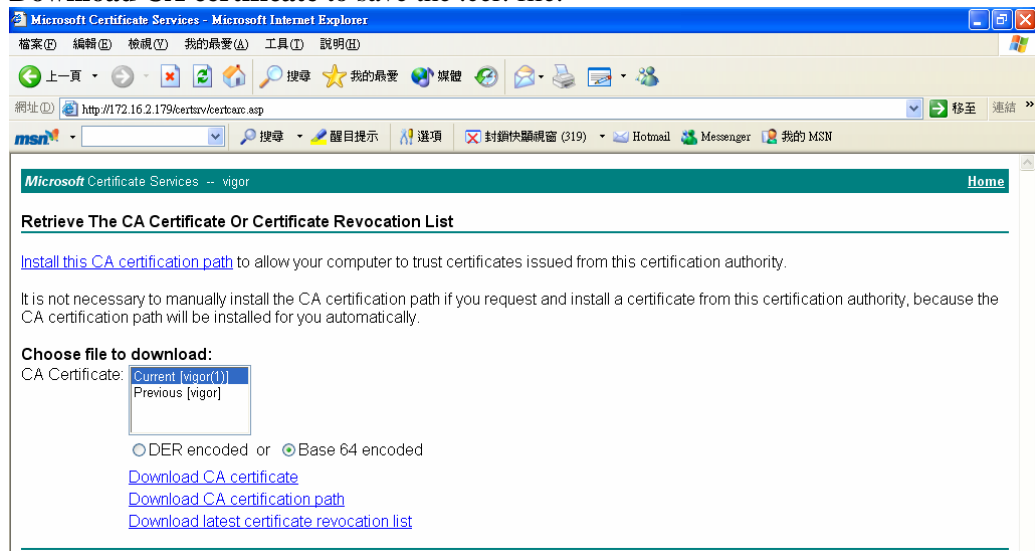 Download CA certificate to save the .cer. file.
Microsoft Certificate Services - Microsoft Internet Explorer
檔案(F) 編輯(E) 檢視(V) 我的最愛(A) 工具(T) 說明(H)
上一頁 搜尋 我的最愛 媒體
網址(D) http://172.16.2.179/certsrv/certcarc.asp 移至 連結 »
msn 搜尋 醒目提示 選項 封鎖快顯視窗 (319) Hotmail Messenger 我的 MSN
Microsoft Certificate Services -- vigor Home
Retrieve The CA Certificate Or Certificate Revocation List
Install this CA certification path to allow your computer to trust certificates issued from this certification authority.
It is not necessary to manually install the CA certification path if you request and install a certificate from this certification authority, because the
CA certification path will be installed for you automatically.
Choose file to download:
CA Certificate: Current [vigor(1)]
Previous [vigor]
DER encoded or Base 64 encoded
Download CA certificate
Download CA certification path
Download latest certificate revocation list